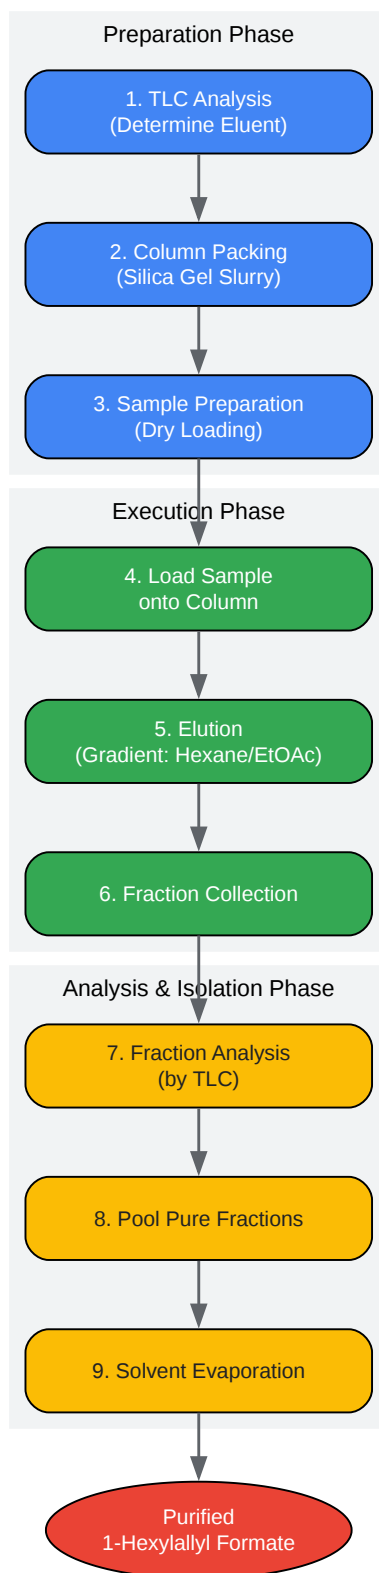 Preparation Phase
1. TLC Analysis
(Determine Eluent)
2. Column Packing
(Silica Gel Slurry)
3. Sample Preparation
(Dry Loading)
Execution Phase
4. Load Sample
onto Column
5. Elution
(Gradient: Hexane/EtOAc)
6. Fraction Collection
Analysis & Isolation Phase
7. Fraction Analysis
(by TLC)
8. Pool Pure Fractions
9. Solvent Evaporation
Purified
1-Hexylallyl Formate